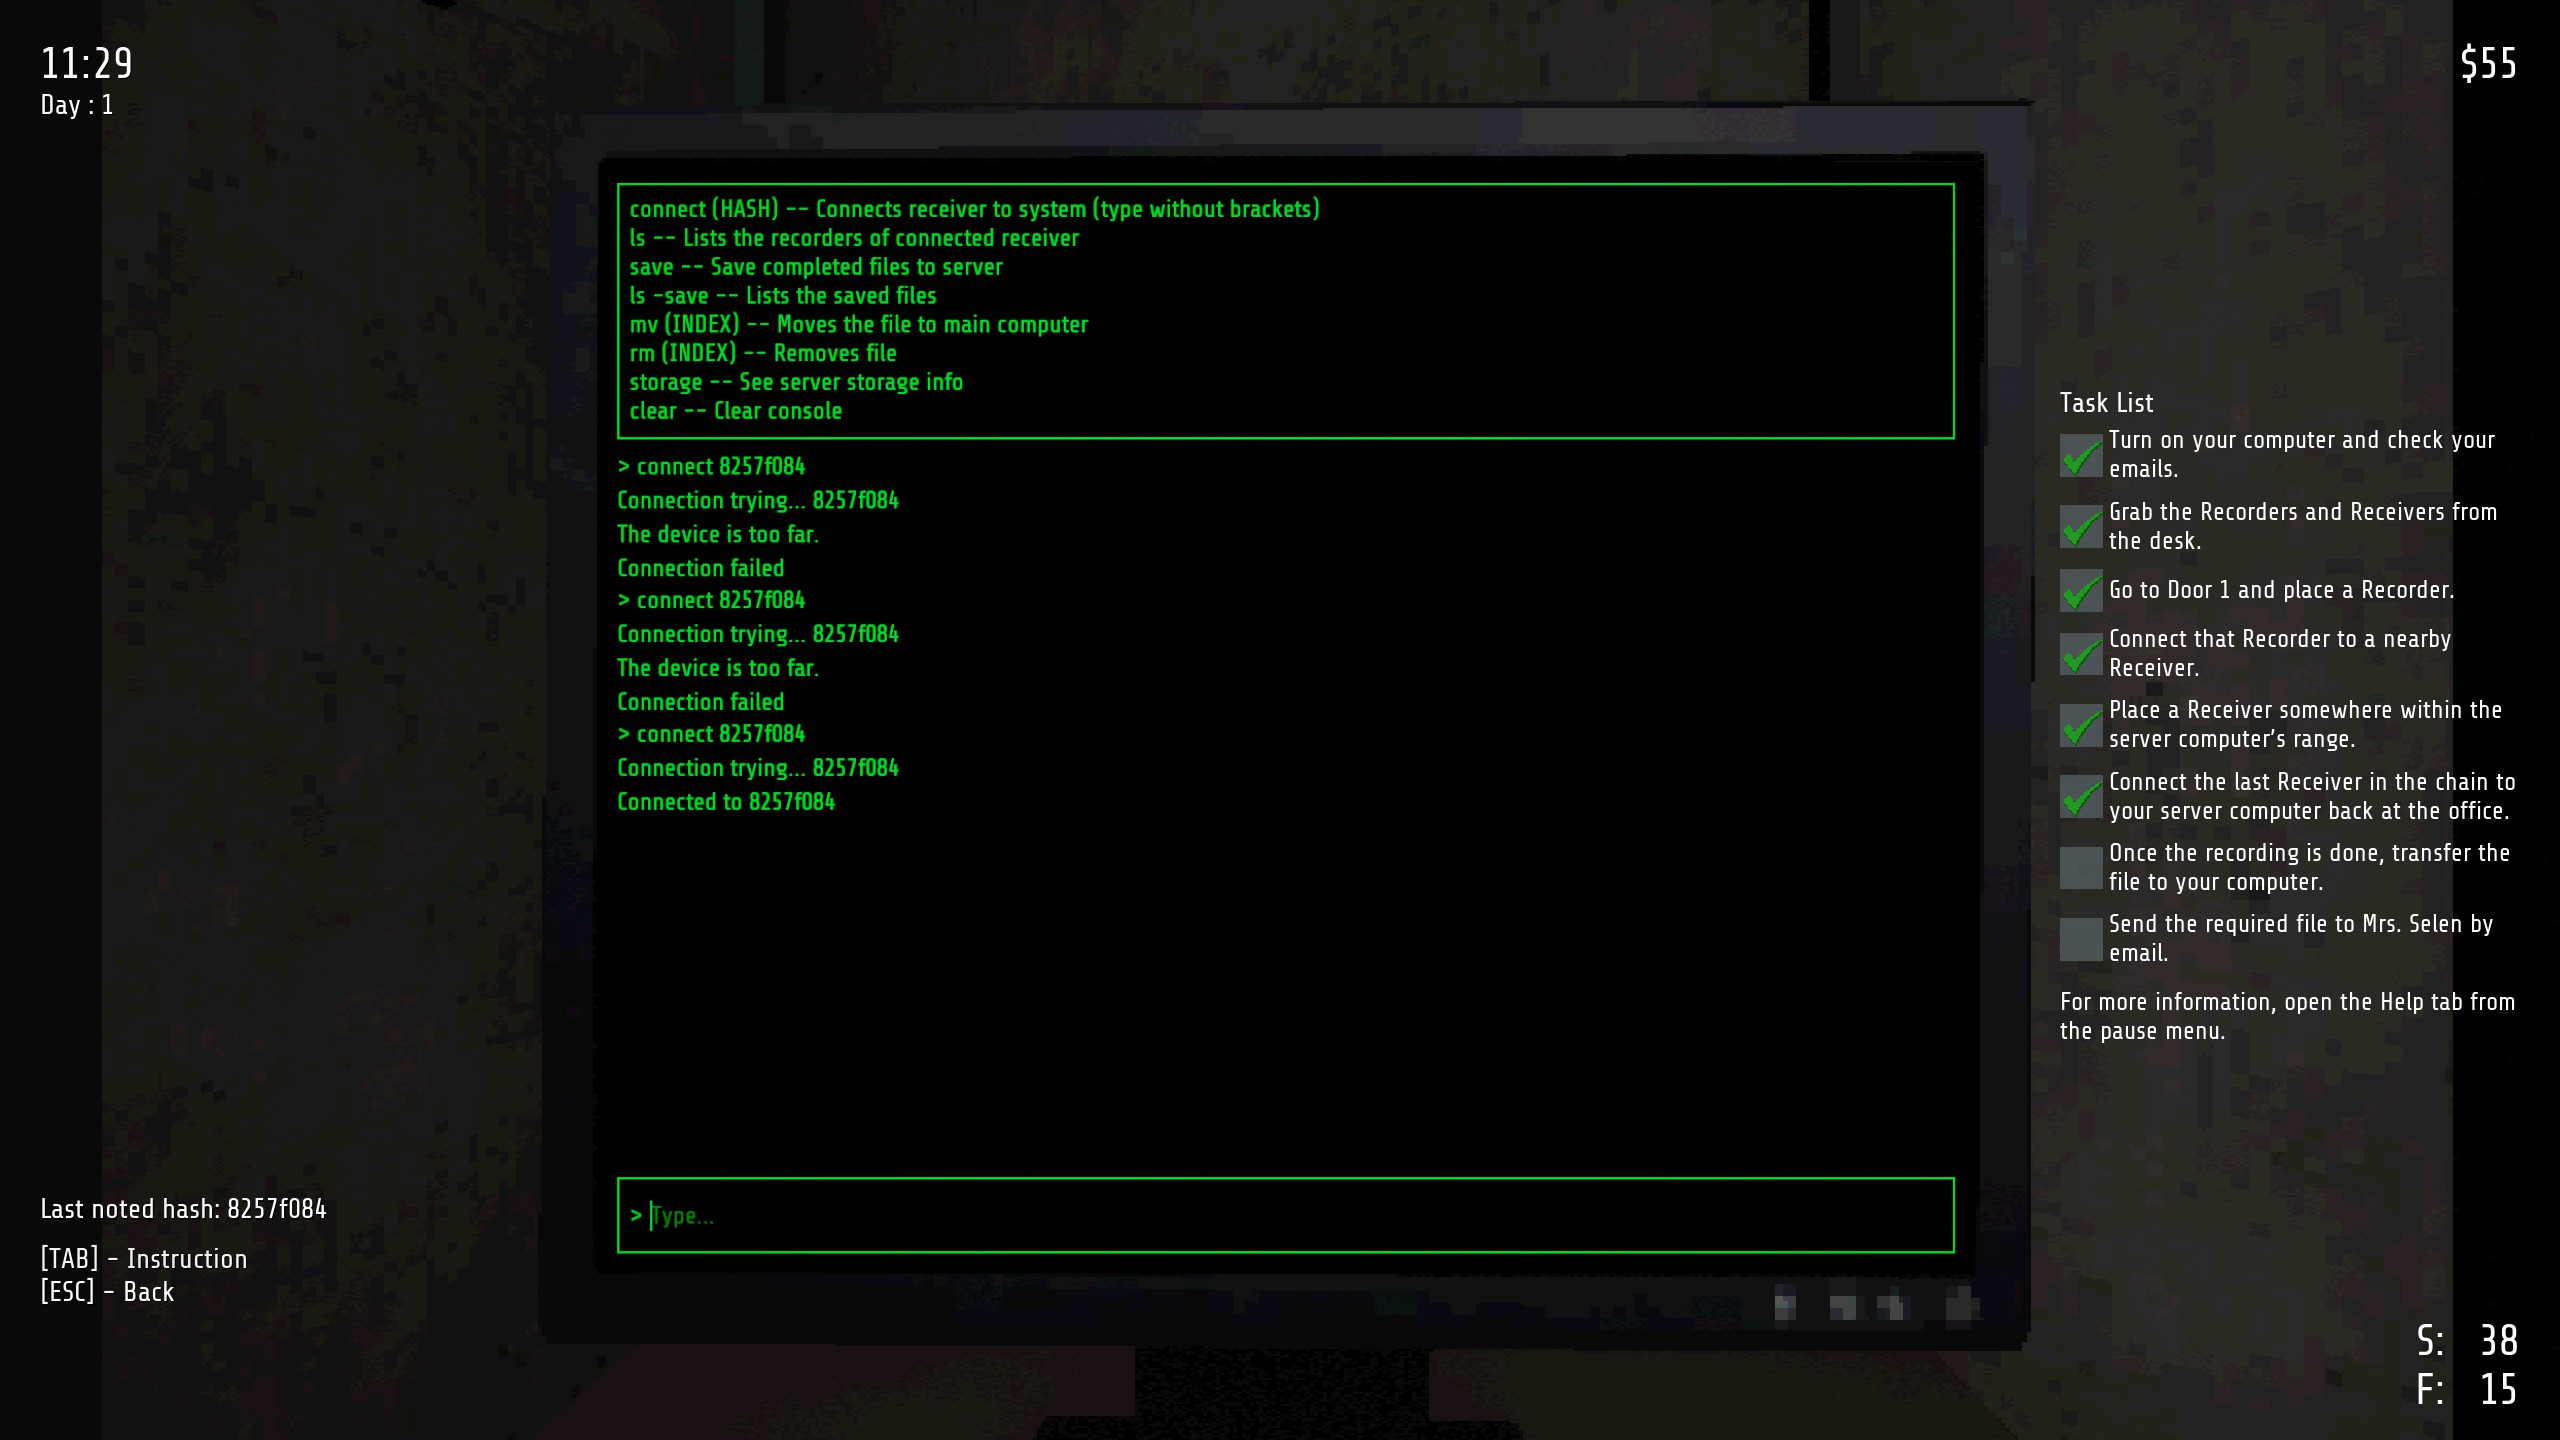 11:29
Day : 1
$55
connect (HASH) -- Connects receiver to system (type without brackets)
ls -- Lists the recorders of connected receiver
save -- Save completed files to server
ls -save -- Lists the saved files
mv (INDEX) -- Moves the file to main computer
rm (INDEX) -- Removes file
storage -- See server storage info
clear -- Clear console
> connect 8257f084
Connection trying... 8257f084
The device is too far.
Connection failed
> connect 8257f084
Connection trying... 8257f084
The device is too far.
Connection failed
> connect 8257f084
Connection trying... 8257f084
Connected to 8257f084
> Type...
Task List
Turn on your computer and check your
emails.
Grab the Recorders and Receivers from
the desk.
Go to Door 1 and place a Recorder.
Connect that Recorder to a nearby
Receiver.
Place a Receiver somewhere within the
server computer's range.
Connect the last Receiver in the chain to
your server computer back at the office.
Once the recording is done, transfer the
file to your computer.
Send the required file to Mrs. Selen by
email.
For more information, open the Help tab from
the pause menu.
Last noted hash: 8257f084
[TAB] - Instruction
[ESC] - Back
S: 38
F: 15